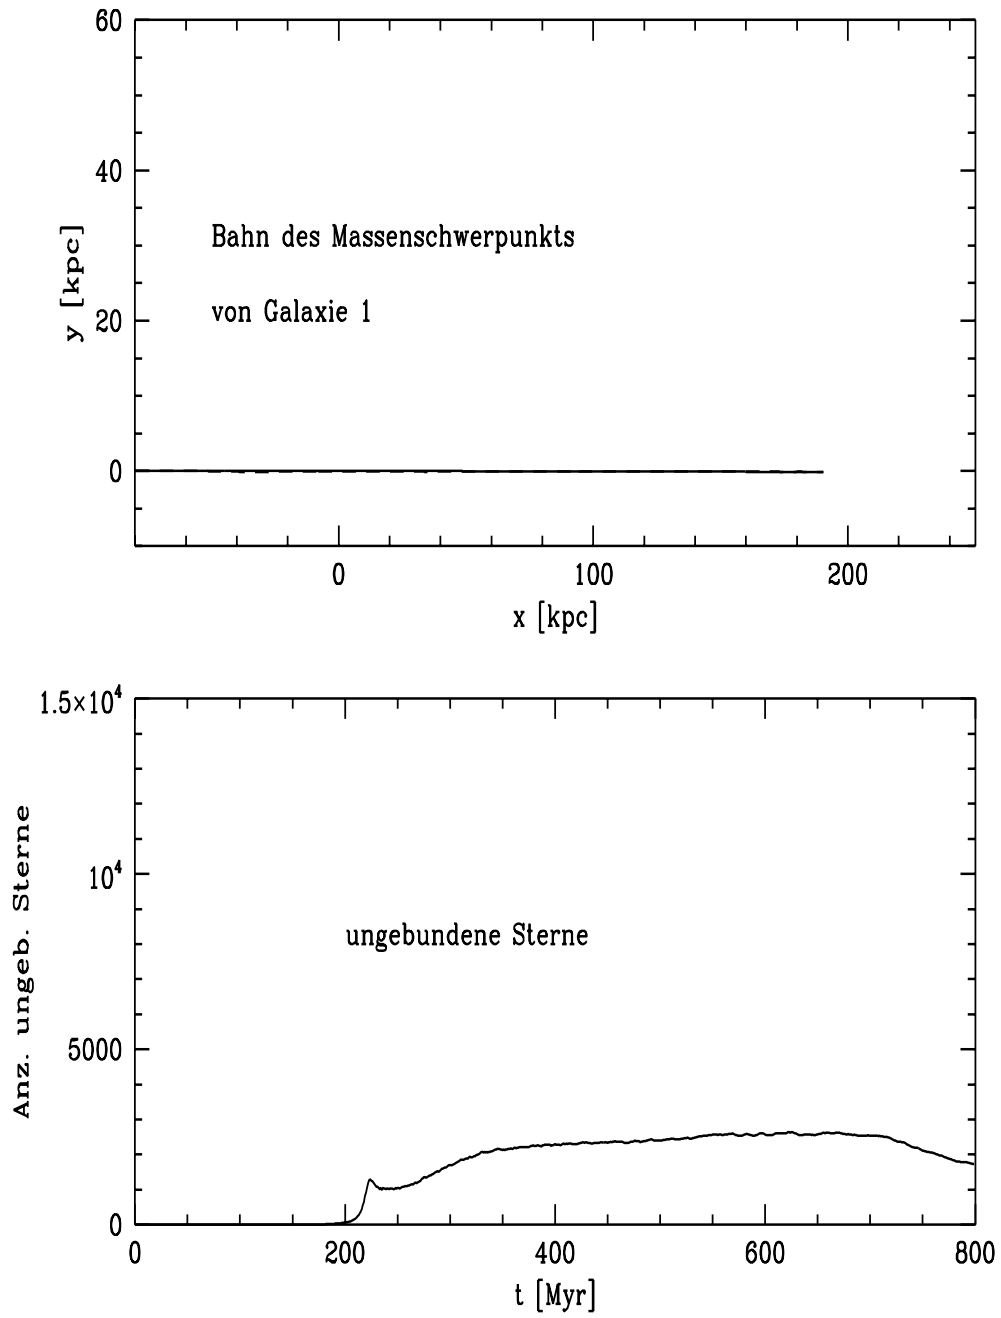 60
40
20
0
y [kpc]
Bahn des Massenschwerpunkts
von Galaxie 1
0 100 200
x [kpc]
1.5×10⁴
10⁴
5000
0
Anz. ungeb. Sterne
ungebundene Sterne
0 200 400 600 800
t [Myr]